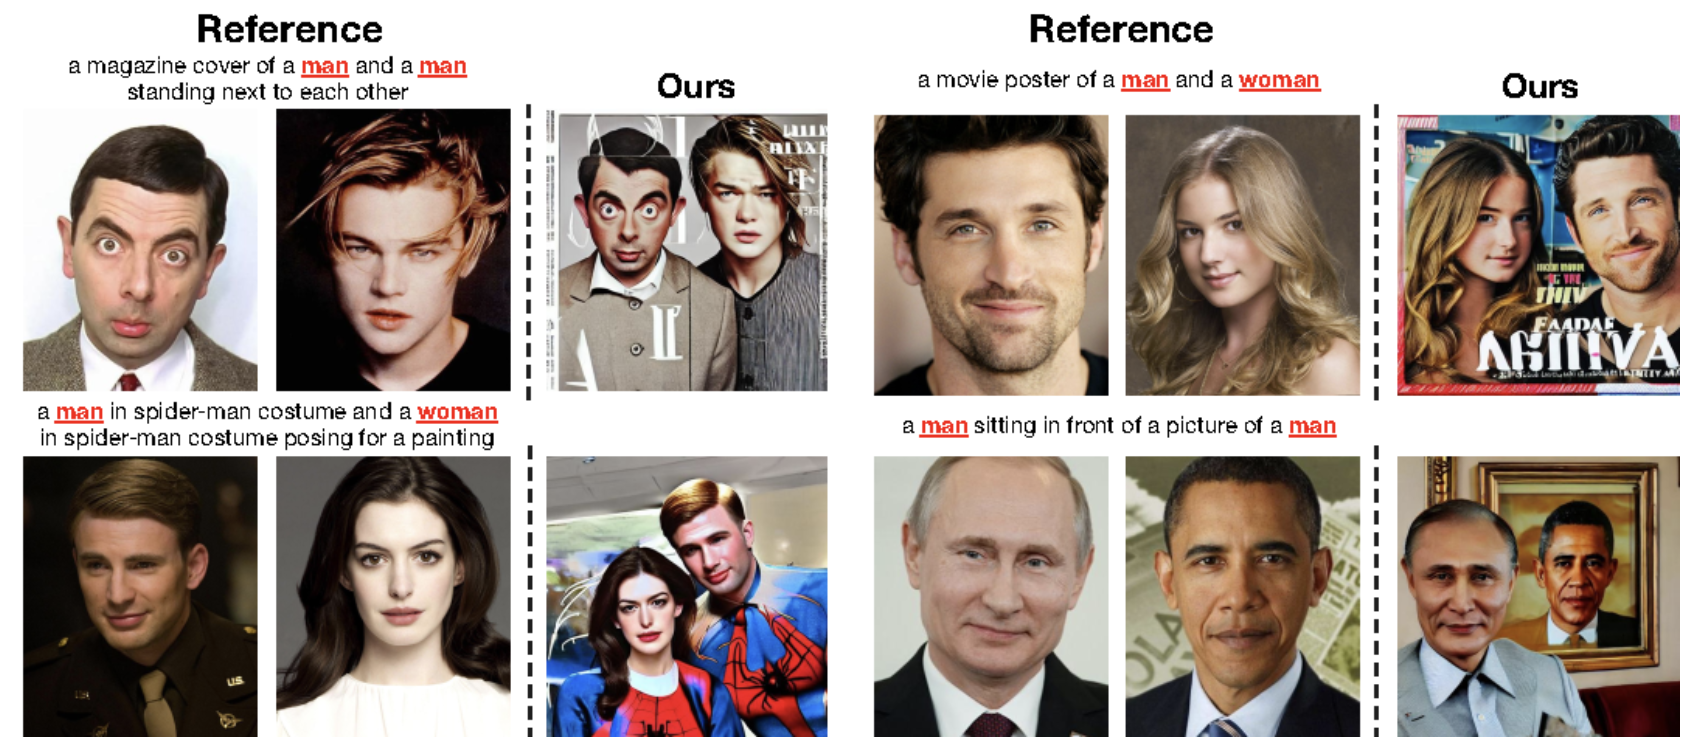 Reference
a magazine cover of a man and a man
standing next to each other
Ours
a man in spider-man costume and a woman
in spider-man costume posing for a painting
U.S.
Reference
a movie poster of a man and a woman
Ours
a man sitting in front of a picture of a man